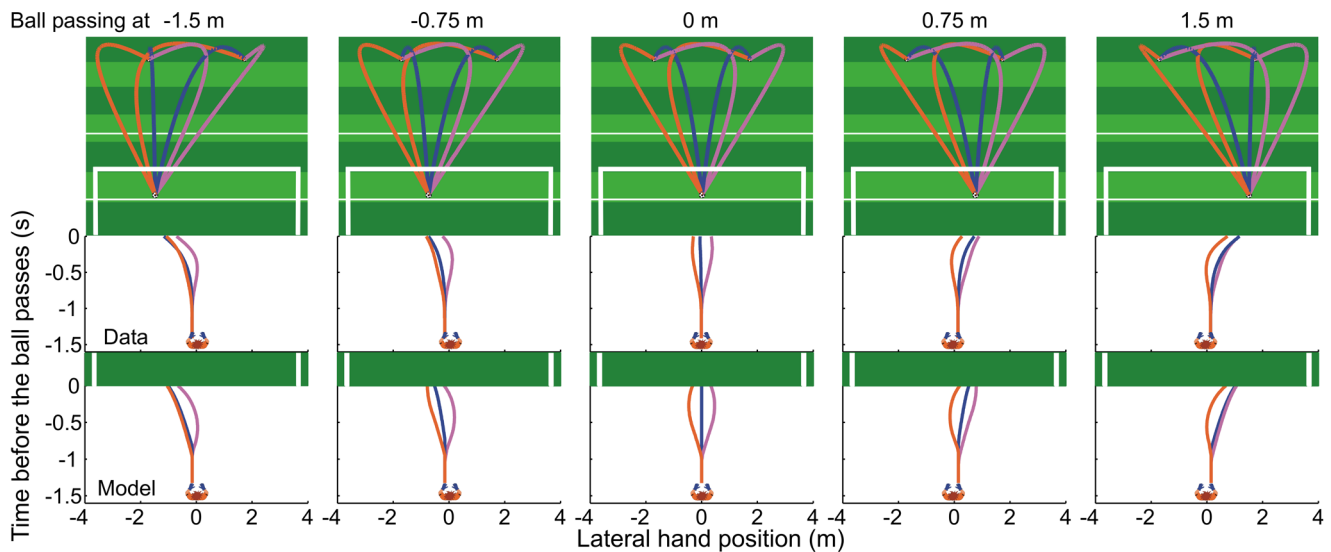 Ball passing at -1.5 m -0.75 m 0 m 0.75 m 1.5 m
Time before the ball passes (s)
0
-0.5
-1
-1.5
Data
0
-0.5
-1
-1.5
Model
-4 -2 0 2 4 -4 -2 0 2 4 -4 -2 0 2 4 -4 -2 0 2 4 -4 -2 0 2 4
Lateral hand position (m)